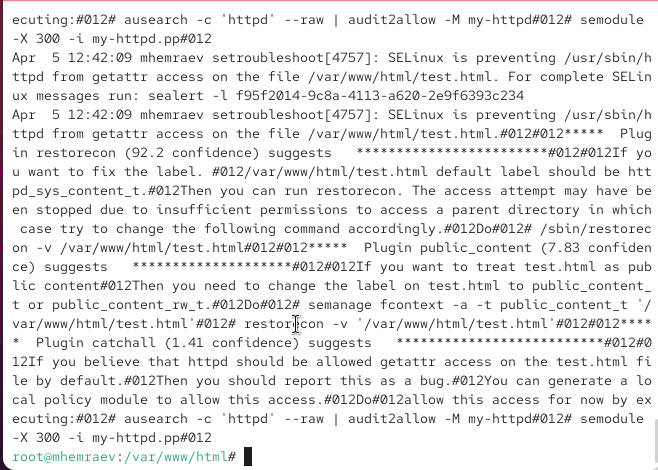 ecuting:#012# ausearch -c 'httpd' --raw | audit2allow -M my-httpd#012# semodule
-X 300 -i my-httpd.pp#012
Apr  5 12:42:09 mhemraev setroubleshoot[4757]: SELinux is preventing /usr/sbin/h
ttpd from getattr access on the file /var/www/html/test.html. For complete SELin
ux messages run: sealert -l f95f2014-9c8a-4113-a620-2e9f6393c234
Apr  5 12:42:09 mhemraev setroubleshoot[4757]: SELinux is preventing /usr/sbin/h
ttpd from getattr access on the file /var/www/html/test.html.#012#012*****  Plug
in restorecon (92.2 confidence) suggests   ************************#012#012If yo
u want to fix the label. #012/var/www/html/test.html default label should be htt
pd_sys_content_t.#012Then you can run restorecon. The access attempt may have be
en stopped due to insufficient permissions to access a parent directory in which
 case try to change the following command accordingly.#012Do#012# /sbin/restorec
on -v /var/www/html/test.html#012#012*****  Plugin public_content (7.83 confiden
ce) suggests   ********************#012#012If you want to treat test.html as pub
lic content#012Then you need to change the label on test.html to public_content_
t or public_content_rw_t.#012Do#012# semanage fcontext -a -t public_content_t '/
var/www/html/test.html'#012# restorecon -v '/var/www/html/test.html'#012#012****
*  Plugin catchall (1.41 confidence) suggests   **************************#012#0
12If you believe that httpd should be allowed getattr access on the test.html fi
le by default.#012Then you should report this as a bug.#012You can generate a lo
cal policy module to allow this access.#012Do#012allow this access for now by ex
ecuting:#012# ausearch -c 'httpd' --raw | audit2allow -M my-httpd#012# semodule
-X 300 -i my-httpd.pp#012
root@mhemraev:/var/www/html#